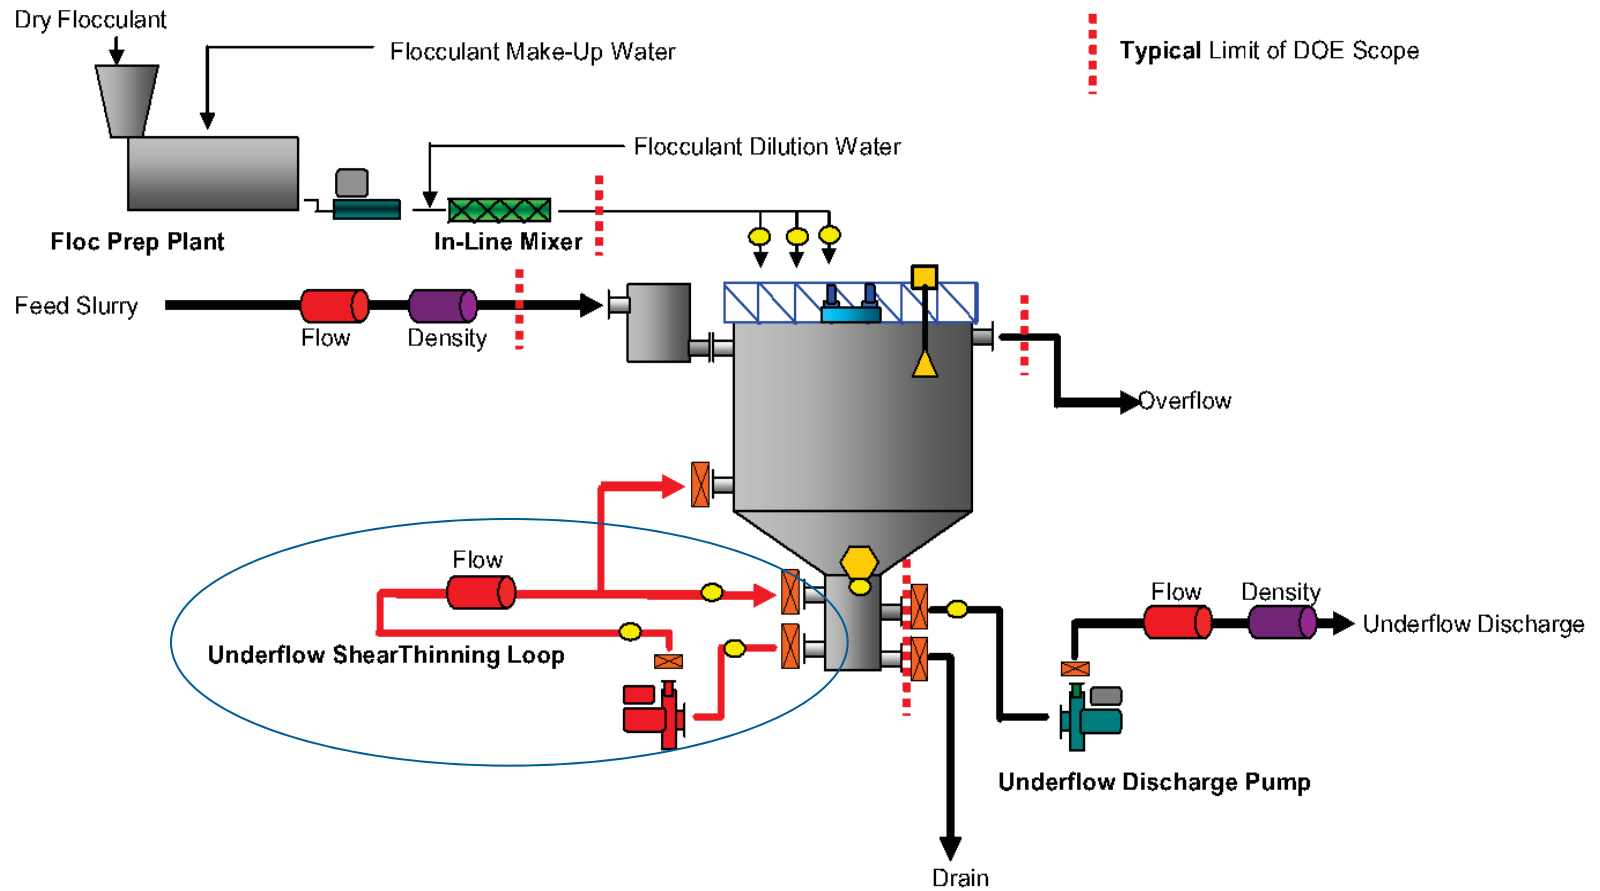 Dry Flocculant
Flocculant Make-Up Water
Typical Limit of DOE Scope
Flocculant Dilution Water
Floc Prep Plant
In-Line Mixer
Feed Slurry
Flow
Density
Overflow
Flow
Underflow ShearThinning Loop
Flow
Density
Underflow Discharge
Underflow Discharge Pump
Drain